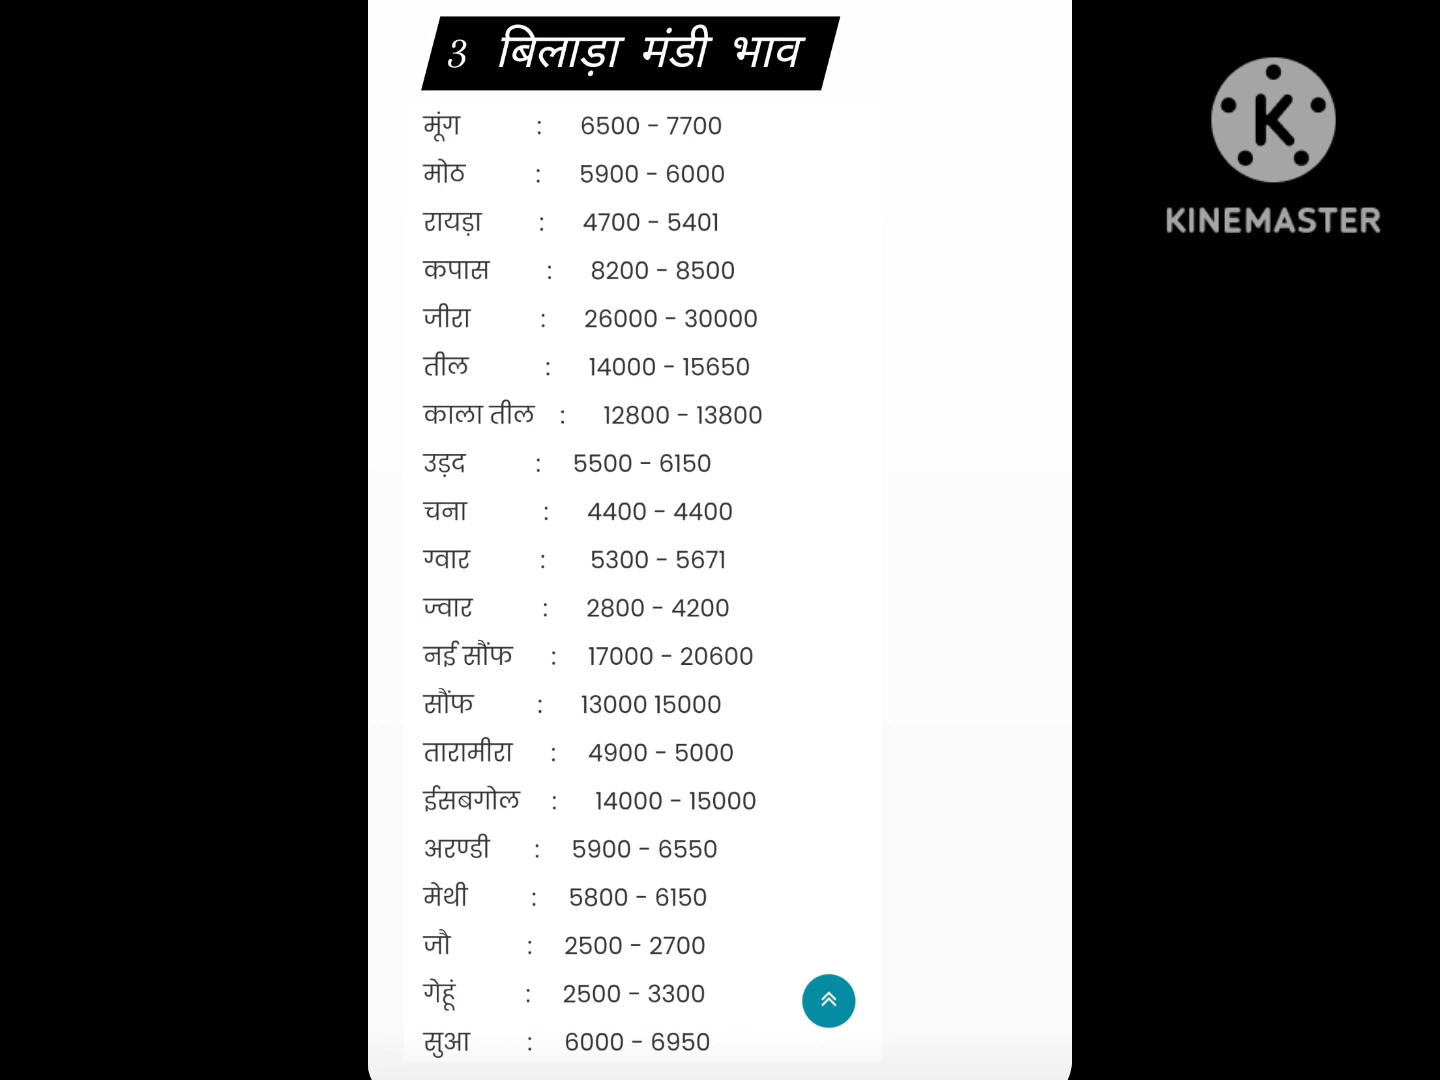 3 बिलाड़ा मंडी भाव
मूंग : 6500 - 7700
मोठ : 5900 - 6000
रायड़ा : 4700 - 5401
कपास : 8200 - 8500
जीरा : 26000 - 30000
तील : 14000 - 15650
काला तील : 12800 - 13800
उड़द : 5500 - 6150
चना : 4400 - 4400
ग्वार : 5300 - 5671
ज्वार : 2800 - 4200
नई सौंफ : 17000 - 20600
सौंफ : 13000 15000
तारामीरा : 4900 - 5000
ईसबगोल : 14000 - 15000
अरण्डी : 5900 - 6550
मेथी : 5800 - 6150
जौ : 2500 - 2700
गेहूं : 2500 - 3300
सुआ : 6000 - 6950
K
KINEMASTER